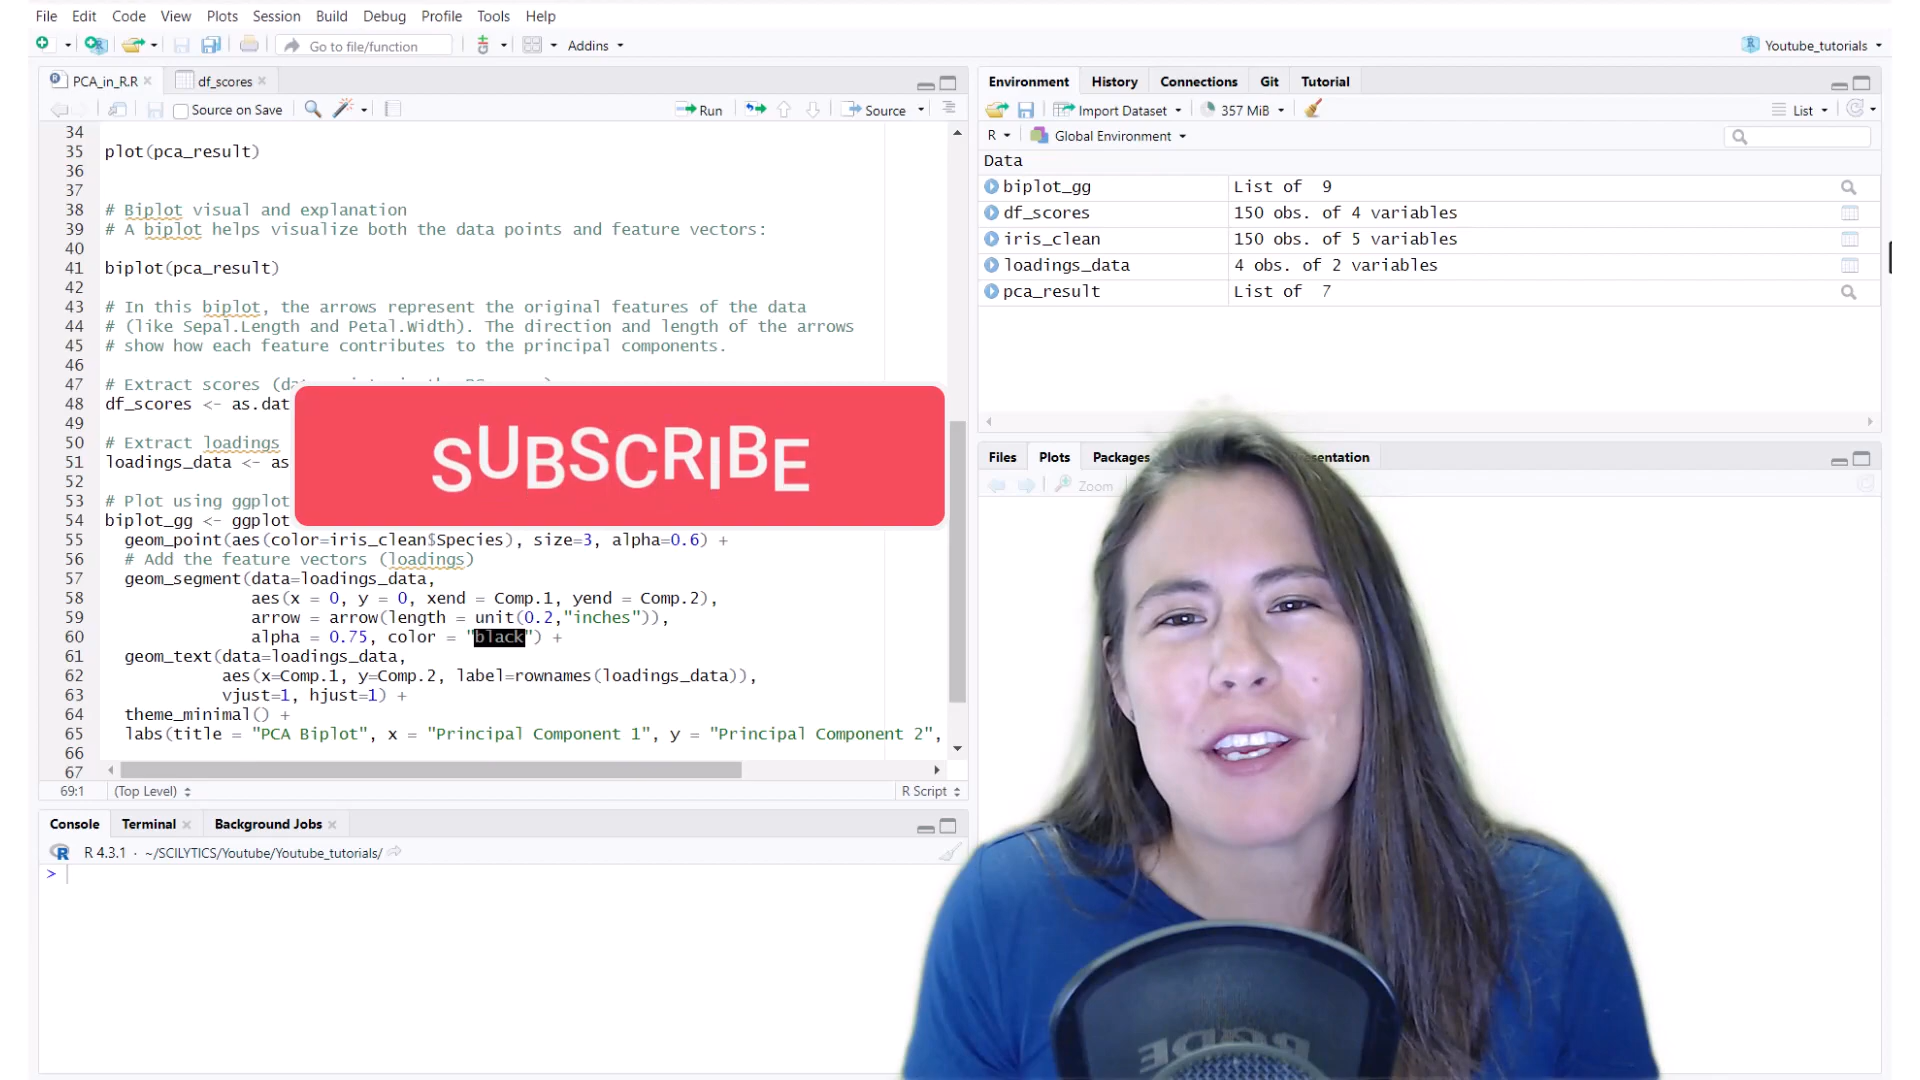 File Edit Code View Plots Session Build Debug Profile Tools Help
Go to file/function Addins Youtube_tutorials
PCA_in_R.R df_scores
Source on Save Run Source
34
35 plot(pca_result)
36
37
38 # Biplot visual and explanation
39 # A biplot helps visualize both the data points and feature vectors:
40
41 biplot(pca_result)
42
43 # In this biplot, the arrows represent the original features of the data
44 # (like Sepal.Length and Petal.Width). The direction and length of the arrows
45 # show how each feature contributes to the principal components.
46
47 # Extract scores
48 df_scores <- as.dat
49
50 # Extract loadings
51 loadings_data <- as
52
53 # Plot using ggplot
54 biplot_gg <- ggplot
55 geom_point(aes(color=iris_clean$Species), size=3, alpha=0.6) +
56 # Add the feature vectors (loadings)
57 geom_segment(data=loadings_data,
58 aes(x = 0, y = 0, xend = Comp.1, yend = Comp.2),
59 arrow = arrow(length = unit(0.2,"inches")),
60 alpha = 0.75, color = "black") +
61 geom_text(data=loadings_data,
62 aes(x=Comp.1, y=Comp.2, label=rownames(loadings_data)),
63 vjust=1, hjust=1) +
64 theme_minimal() +
65 labs(title = "PCA Biplot", x = "Principal Component 1", y = "Principal Component 2",
66
67
SUBSCRIBE
69:1 (Top Level) R Script
Console Terminal Background Jobs
R 4.3.1 · ~/SCILYTICS/Youtube/Youtube_tutorials/
>
Environment History Connections Git Tutorial
Import Dataset 357 MiB List
R Global Environment
Data
biplot_gg List of 9
df_scores 150 obs. of 4 variables
iris_clean 150 obs. of 5 variables
loadings_data 4 obs. of 2 variables
pca_result List of 7
Files Plots Packages
Zoom
RODE